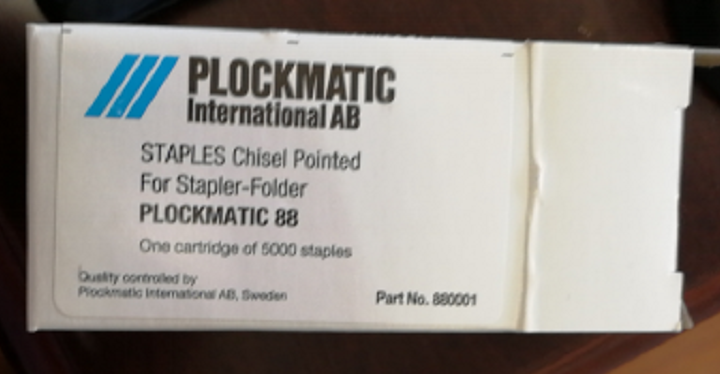 PLOCKMATIC
International AB
STAPLES Chisel Pointed
For Stapler-Folder
PLOCKMATIC 88
One cartridge of 5000 staples
Quality controlled by
Plockmatic International AB, Sweden
Part No. 880001